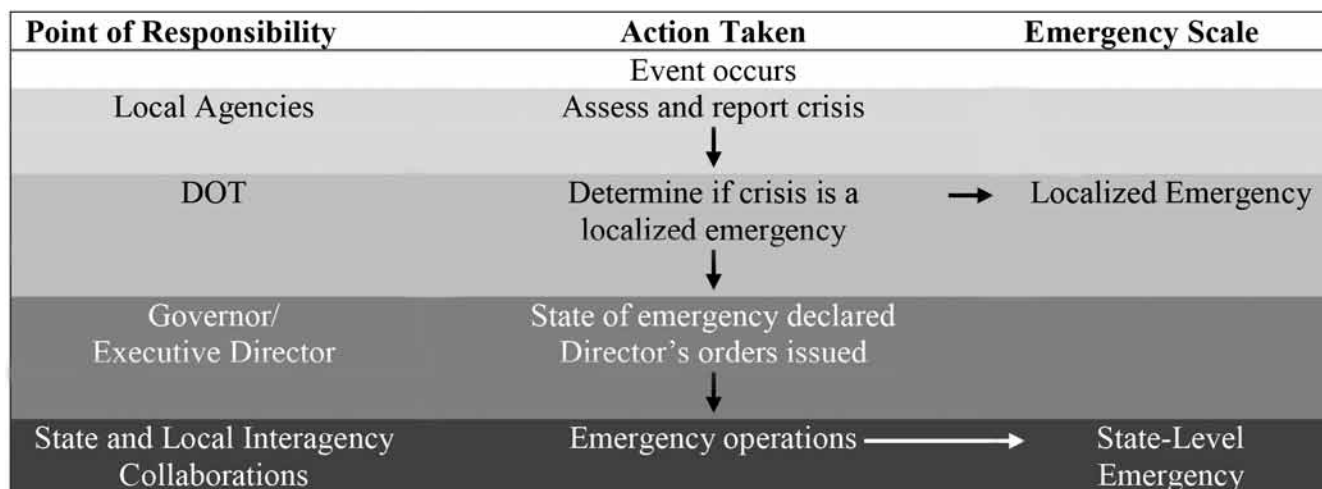 Point of Responsibility Action Taken Emergency Scale
Event occurs
Local Agencies Assess and report crisis
DOT Determine if crisis is a Localized Emergency
localized emergency
Governor/ State of emergency declared
Executive Director Director's orders issued
State and Local Interagency Emergency operations State-Level
Collaborations Emergency